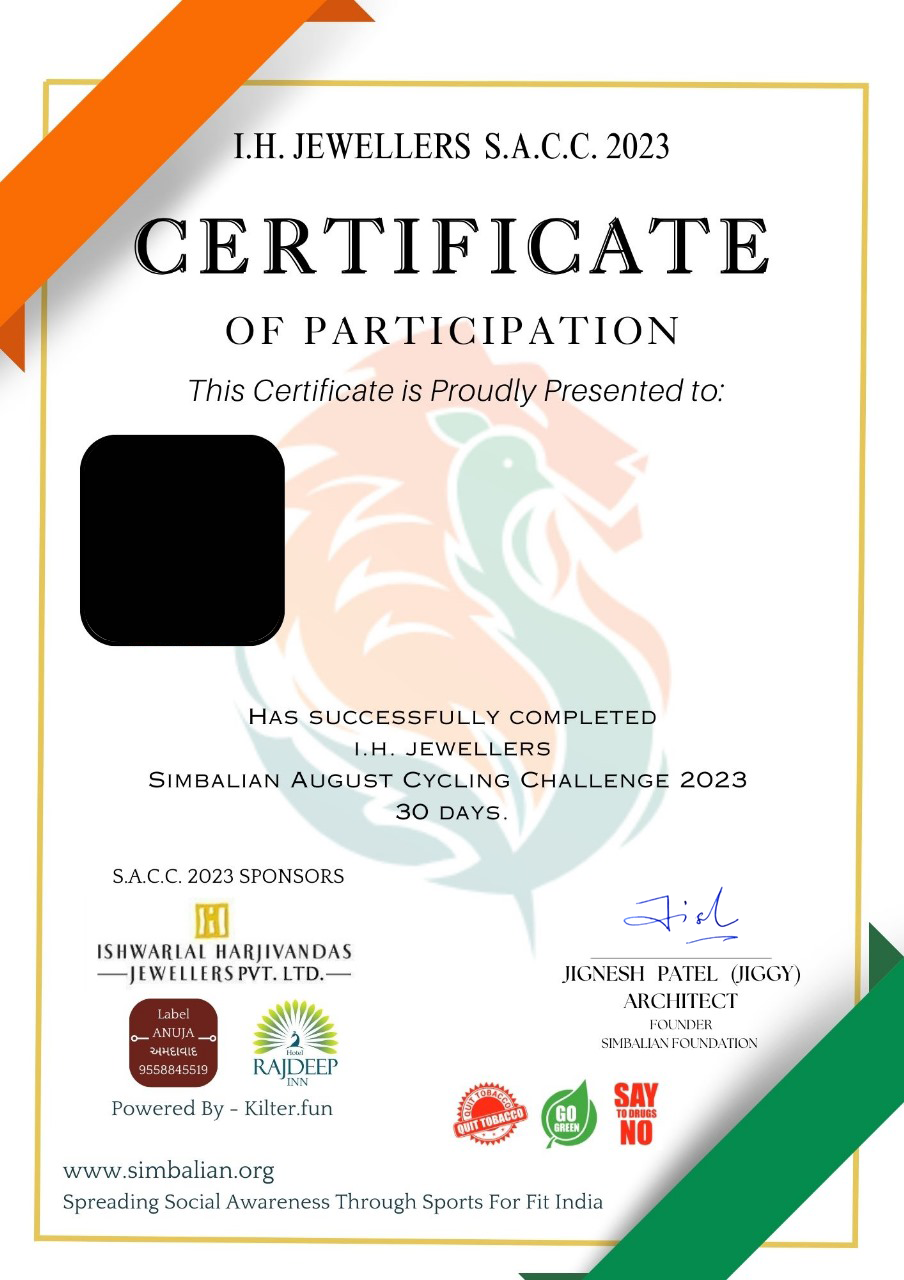 I.H. JEWELLERS S.A.C.C. 2023
CERTIFICATE
OF PARTICIPATION
This Certificate is Proudly Presented to:
HAS SUCCESSFULLY COMPLETED
I.H. JEWELLERS
SIMBALIAN AUGUST CYCLING CHALLENGE 2023
30 DAYS.
S.A.C.C. 2023 SPONSORS
H
ISHWARLAL HARJIVANDAS
JEWELLERS PVT. LTD.
Label
ANUJA
અમદાવાદ
9558845519
Hotel
RAJDEEP
INN
Powered By - Kilter.fun
JIGNESH PATEL (JIGGY)
ARCHITECT
FOUNDER
SIMBALIAN FOUNDATION
QUIT TOBACCO
QUIT TOBACCO
QUIT TOBACCO
GO
GREEN
SAY
TO DRUGS
NO
www.simbalian.org
Spreading Social Awareness Through Sports For Fit India